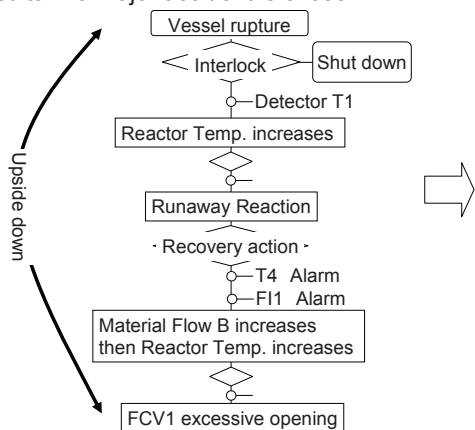 Vessel rupture
Interlock
Shut down
Detector T1
Reactor Temp. increases
Runaway Reaction
Upside down
Recovery action
T4 Alarm
FI1 Alarm
Material Flow B increases
then Reactor Temp. increases
FCV1 excessive opening